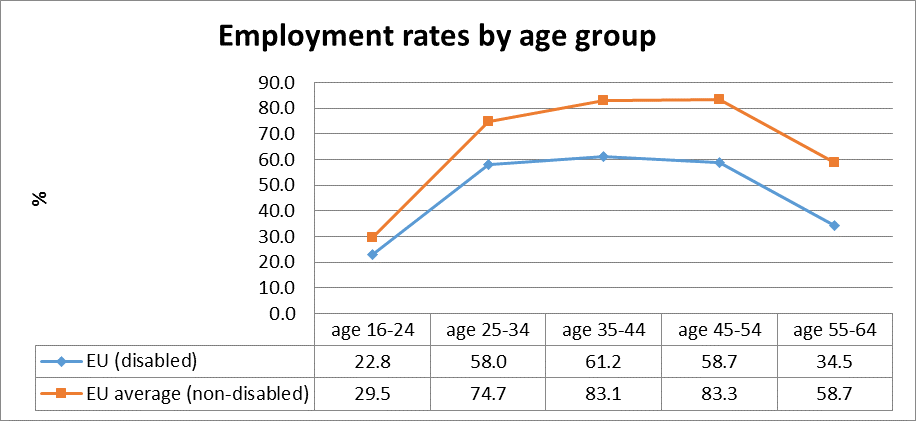 Employment rates by age group
90.0
80.0
70.0
60.0
50.0
40.0
30.0
20.0
10.0
0.0
%
age 16-24 age 25-34 age 35-44 age 45-54 age 55-64
EU (disabled) 22.8 58.0 61.2 58.7 34.5
EU average (non-disabled) 29.5 74.7 83.1 83.3 58.7